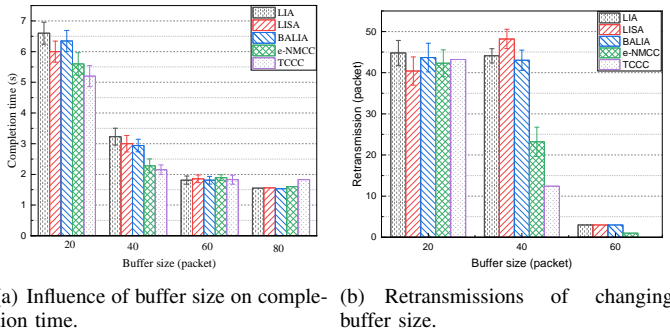 LIA
LISA
BALIA
e-NMCC
TCCC
7
6
5
4
3
2
1
0
Completion time (s)
20
40
60
80
Buffer size (packet)
LIA
LISA
BALIA
e-NMCC
TCCC
50
40
30
20
10
0
Retransmission (packet)
20
40
60
Buffer size (packet)
(a) Influence of buffer size on comple-
tion time.
(b) Retransmissions of changing
buffer size.